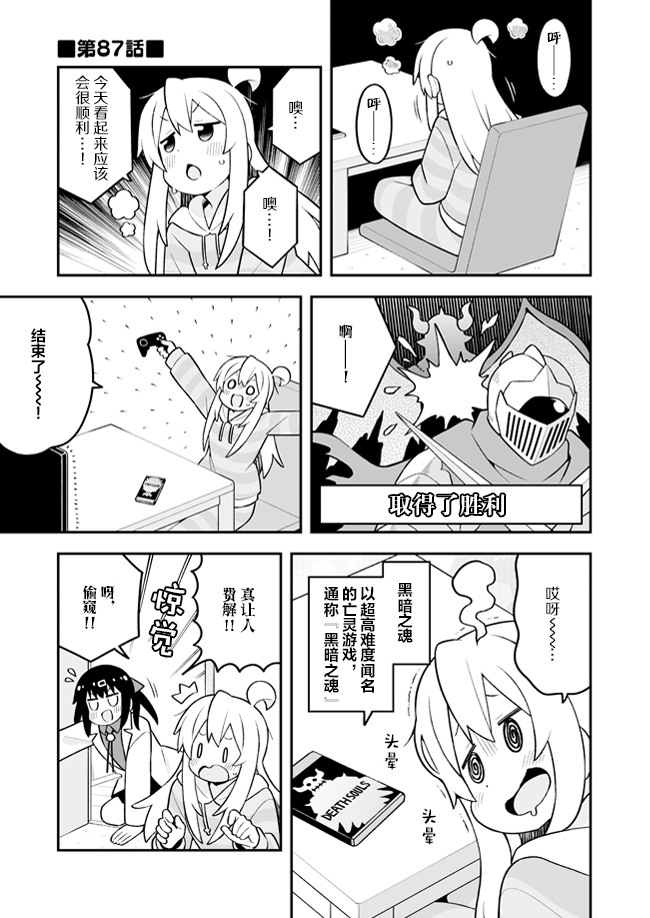 第87話
呼…
…
呼…
…
噢…
噢…！
今天看起来应该
会很顺利…！
啊——！
取得了胜利
结束了～～～！
哎呀～～～…
黑暗之魂
以超高难度闻名
的亡灵游戏，
通称『黑暗之魂』
DEATH SOULS
头晕
头晕
真让人
费解!!
惊觉
呀，
偷窥!!